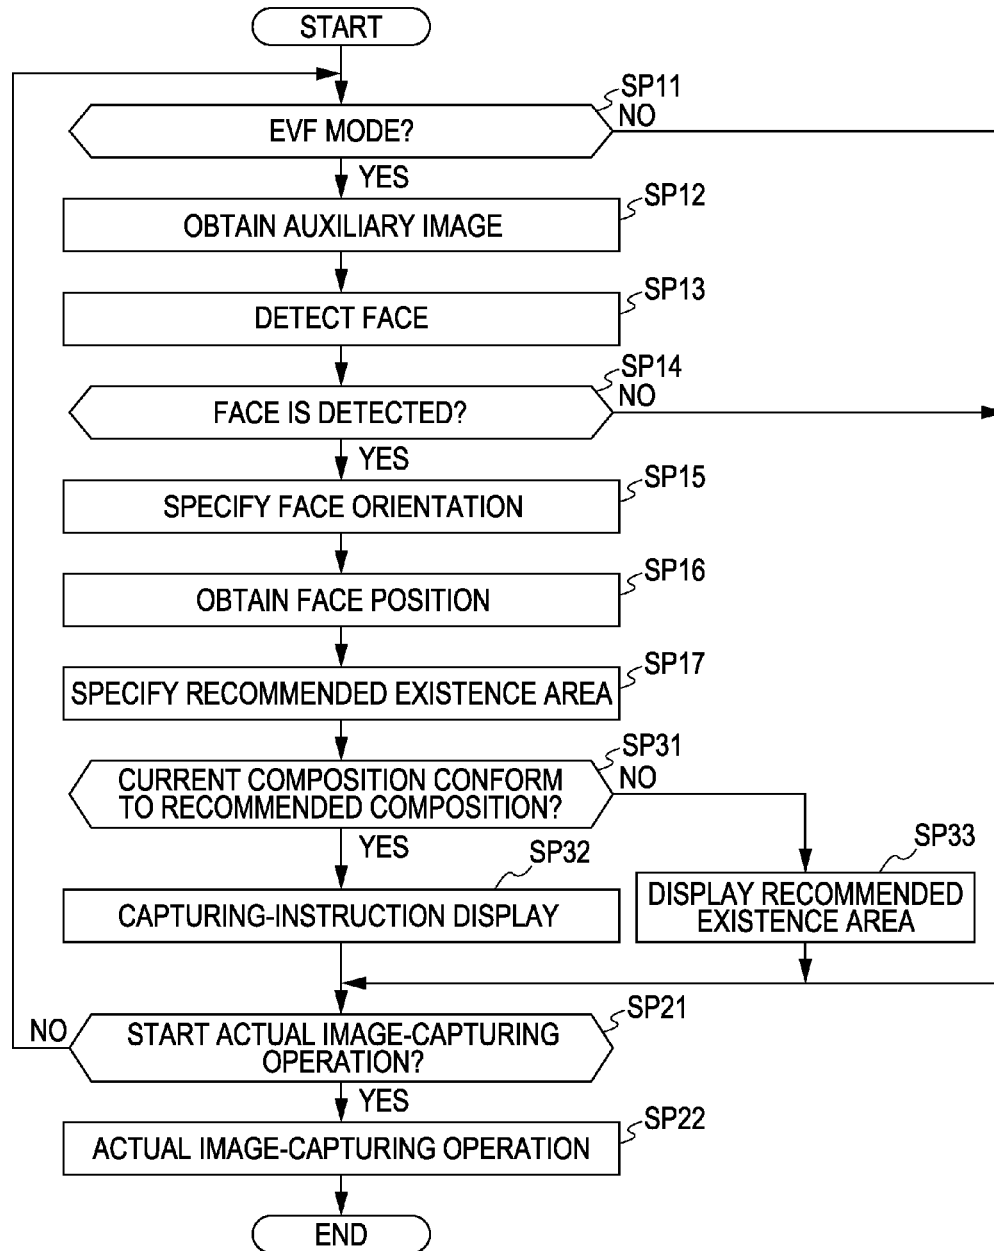 START
SP11
EVF MODE?
NO
YES
SP12
OBTAIN AUXILIARY IMAGE
SP13
DETECT FACE
SP14
FACE IS DETECTED?
NO
YES
SP15
SPECIFY FACE ORIENTATION
SP16
OBTAIN FACE POSITION
SP17
SPECIFY RECOMMENDED EXISTENCE AREA
SP31
CURRENT COMPOSITION CONFORM
TO RECOMMENDED COMPOSITION?
NO
YES
SP32
CAPTURING-INSTRUCTION DISPLAY
SP33
DISPLAY RECOMMENDED
EXISTENCE AREA
SP21
START ACTUAL IMAGE-CAPTURING
OPERATION?
NO
YES
SP22
ACTUAL IMAGE-CAPTURING OPERATION
END